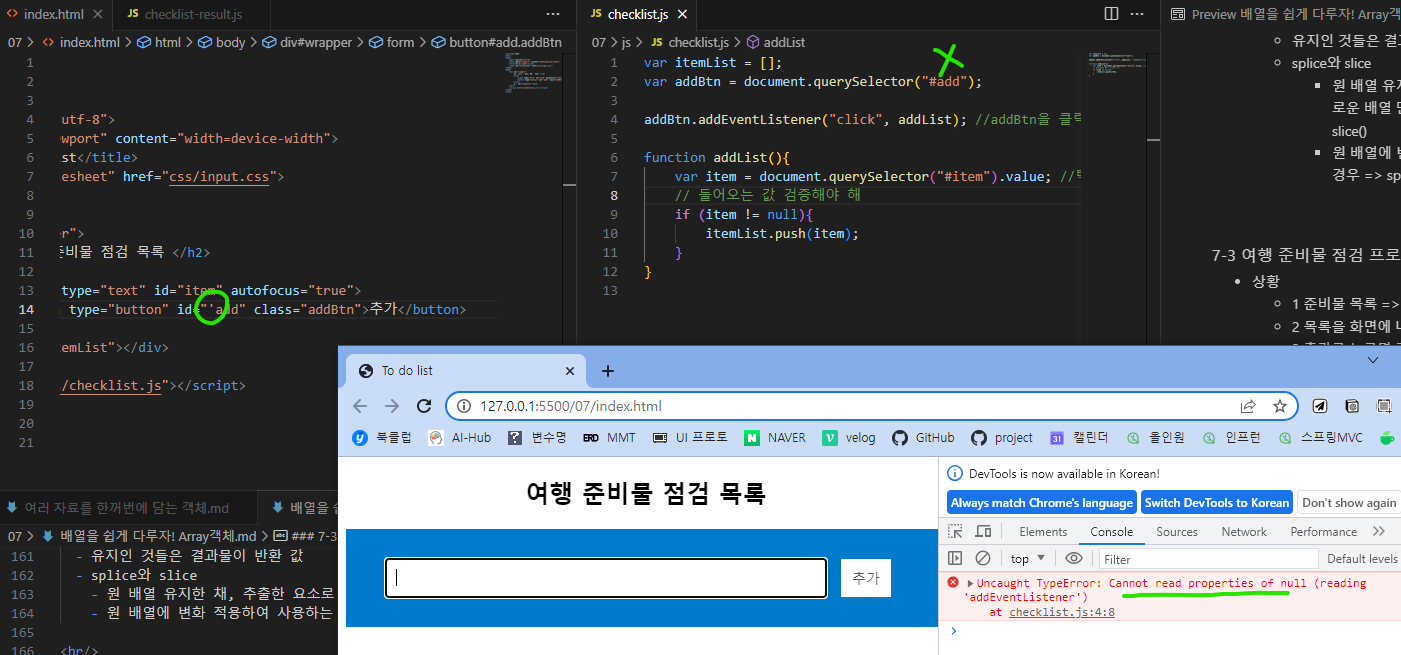 index.html
checklist-result.js
07 > index.html > html > body > div#wrapper > form > button#add.addBtn
1
2
3
4 utf-8">
5 ewport" content="width=device-width">
6 st</title>
7 esheet" href="css/input.css">
8
9
10 er">
11 준비물 점검 목록 </h2>
12
13 type="text" id="item" autofocus="true">
14 type="button" id="'add" class="addBtn">추가</button>
15
16 emList"></div>
17
18 /checklist.js"></script>
19
20
21
checklist.js
07 > js > JS checklist.js > addList
1 var itemList = [];
2 var addBtn = document.querySelector("#add");
3
4 addBtn.addEventListener("click", addList); //addBtn을 클릭
5
6 function addList(){
7 var item = document.querySelector("#item").value; //
8 // 들어오는 값 검증해야 해
9 if (item != null){
10 itemList.push(item);
11 }
12 }
13
Preview 배열을 쉽게 다루자! Array객
유지인 것들은 결과
splice와 slice
원 배열 유지
로운 배열
slice()
원 배열에
경우 => sp
7-3 여행 준비물 점검 프로
상황
1 준비물 목록 =>
2 목록을 화면에
여러 자료를 한꺼번에 담는 객체.md
배열을 쉽
07 > 배열을 쉽게 다루자! Array객체.md > ### 7-3
161 - 유지인 것들은 결과물이 반환 값
162 - splice와 slice
163 - 원 배열 유지한 채, 추출한 요소로
164 - 원 배열에 변화 적용하여 사용하는
165
166 <br/>
To do list
127.0.0.1:5500/07/index.html
북클럽 AI-Hub 변수명 ERD MMT UI 프로토 NAVER velog GitHub project 31 캘린더 올인원 인프런 스프링MVC
여행 준비물 점검 목록
추가
DevTools is now available in Korean!
Always match Chrome's language Switch DevTools to Korean Don't show again
Elements Console Sources Network Performance
top Filter Default levels
Uncaught TypeError: Cannot read properties of null (reading
'addEventListener')
at checklist.js:4:8